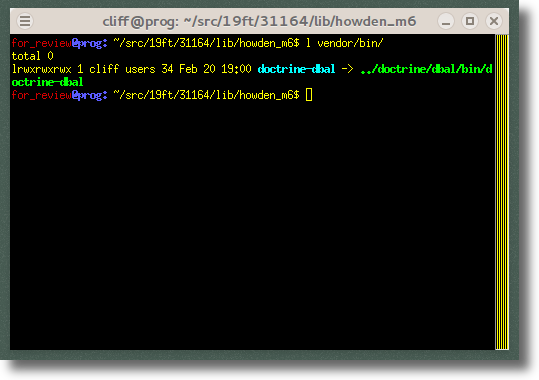 cliff@prog: ~/src/19ft/31164/lib/howden_m6
for_review@prog: ~/src/19ft/31164/lib/howden_m6$ l vendor/bin/
total 0
lrwxrwxrwx 1 cliff users 34 Feb 20 19:00 doctrine-dbal -> ../doctrine/dbal/bin/d
octrine-dbal
for_review@prog: ~/src/19ft/31164/lib/howden_m6$